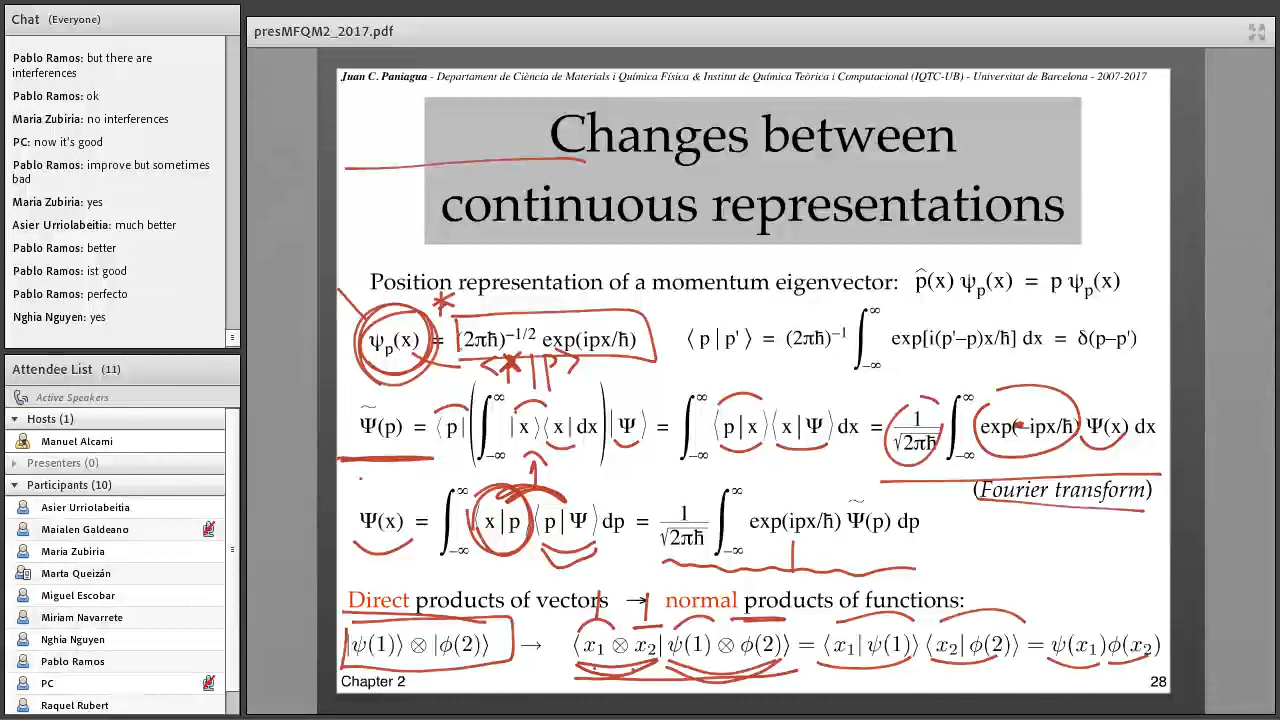 Chat (Everyone)
Pablo Ramos: but there are
interferences
Pablo Ramos: ok
Maria Zubiria: no interferences
PC: now it's good
Pablo Ramos: improve but sometimes
bad
Maria Zubiria: yes
Asier Urriolabeitia: much better
Pablo Ramos: better
Pablo Ramos: ist good
Pablo Ramos: perfecto
Nghia Nguyen: yes
Attendee List (11)
Active Speakers
Hosts (1)
Manuel Alcami
Presenters (0)
Participants (10)
Asier Urriolabeitia
Maialen Galdeano
Maria Zubiria
Marta Queizán
Miguel Escobar
Miriam Navarrete
Nghia Nguyen
Pablo Ramos
PC
Raquel Rubert
presMFQM2_2017.pdf
Juan C. Paniagua - Departament de Ciència de Materials i Química Física & Institut de Química Teòrica i Computacional (IQTC-UB) - Universitat de Barcelona - 2007-2017
Changes between
continuous representations
Position representation of a momentum eigenvector: p̂(x) ψp(x) = p ψp(x)
ψp(x) * = (2πħ)–1/2 exp(ipx/ħ) ⟨ p | p' ⟩ = (2πħ)–1 ∫–∞∞ exp[i(p'–p)x/ħ] dx = δ(p–p')
<x|p>
Ψ̃(p) = ⟨ p | (∫–∞∞ | x ⟩⟨ x | dx) | Ψ ⟩ = ∫–∞∞ ⟨ p | x ⟩⟨ x | Ψ ⟩ dx = 1/√2πħ ∫–∞∞ exp(–ipx/ħ) Ψ(x) dx
(Fourier transform)
Ψ(x) = ∫–∞∞ ⟨ x | p ⟩⟨ p | Ψ ⟩ dp = 1/√2πħ ∫–∞∞ exp(ipx/ħ) Ψ̃(p) dp
Direct products of vectors → normal products of functions:
|ψ(1)⟩ ⊗ |ϕ(2)⟩ → ⟨x1 ⊗ x2| ψ(1) ⊗ ϕ(2)⟩ = ⟨x1| ψ(1)⟩ ⟨x2| ϕ(2)⟩ = ψ(x1)ϕ(x2)
Chapter 2 28